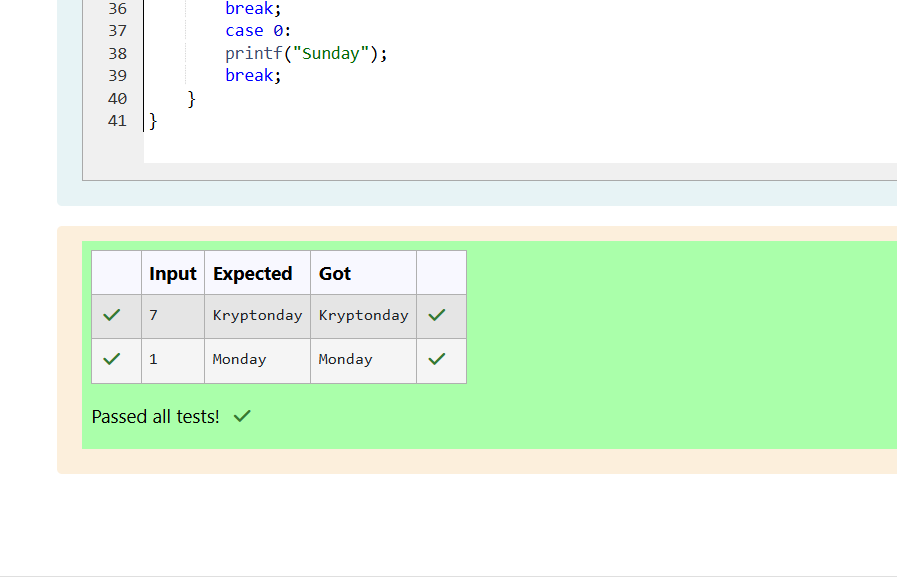 36 break;
37 case 0:
38 printf("Sunday");
39 break;
40 }
41 }
Input Expected Got
7 Kryptonday Kryptonday
1 Monday Monday
Passed all tests!